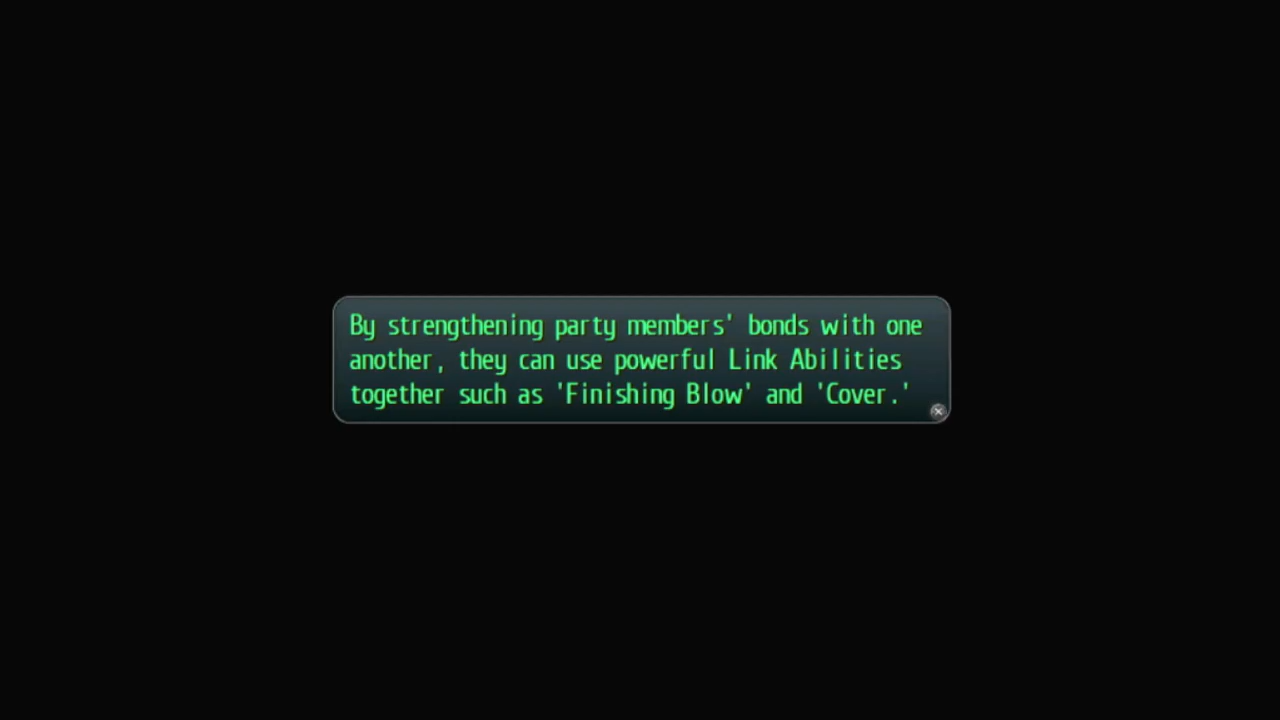 By strengthening party members' bonds with one
another, they can use powerful Link Abilities
together such as 'Finishing Blow' and 'Cover.'